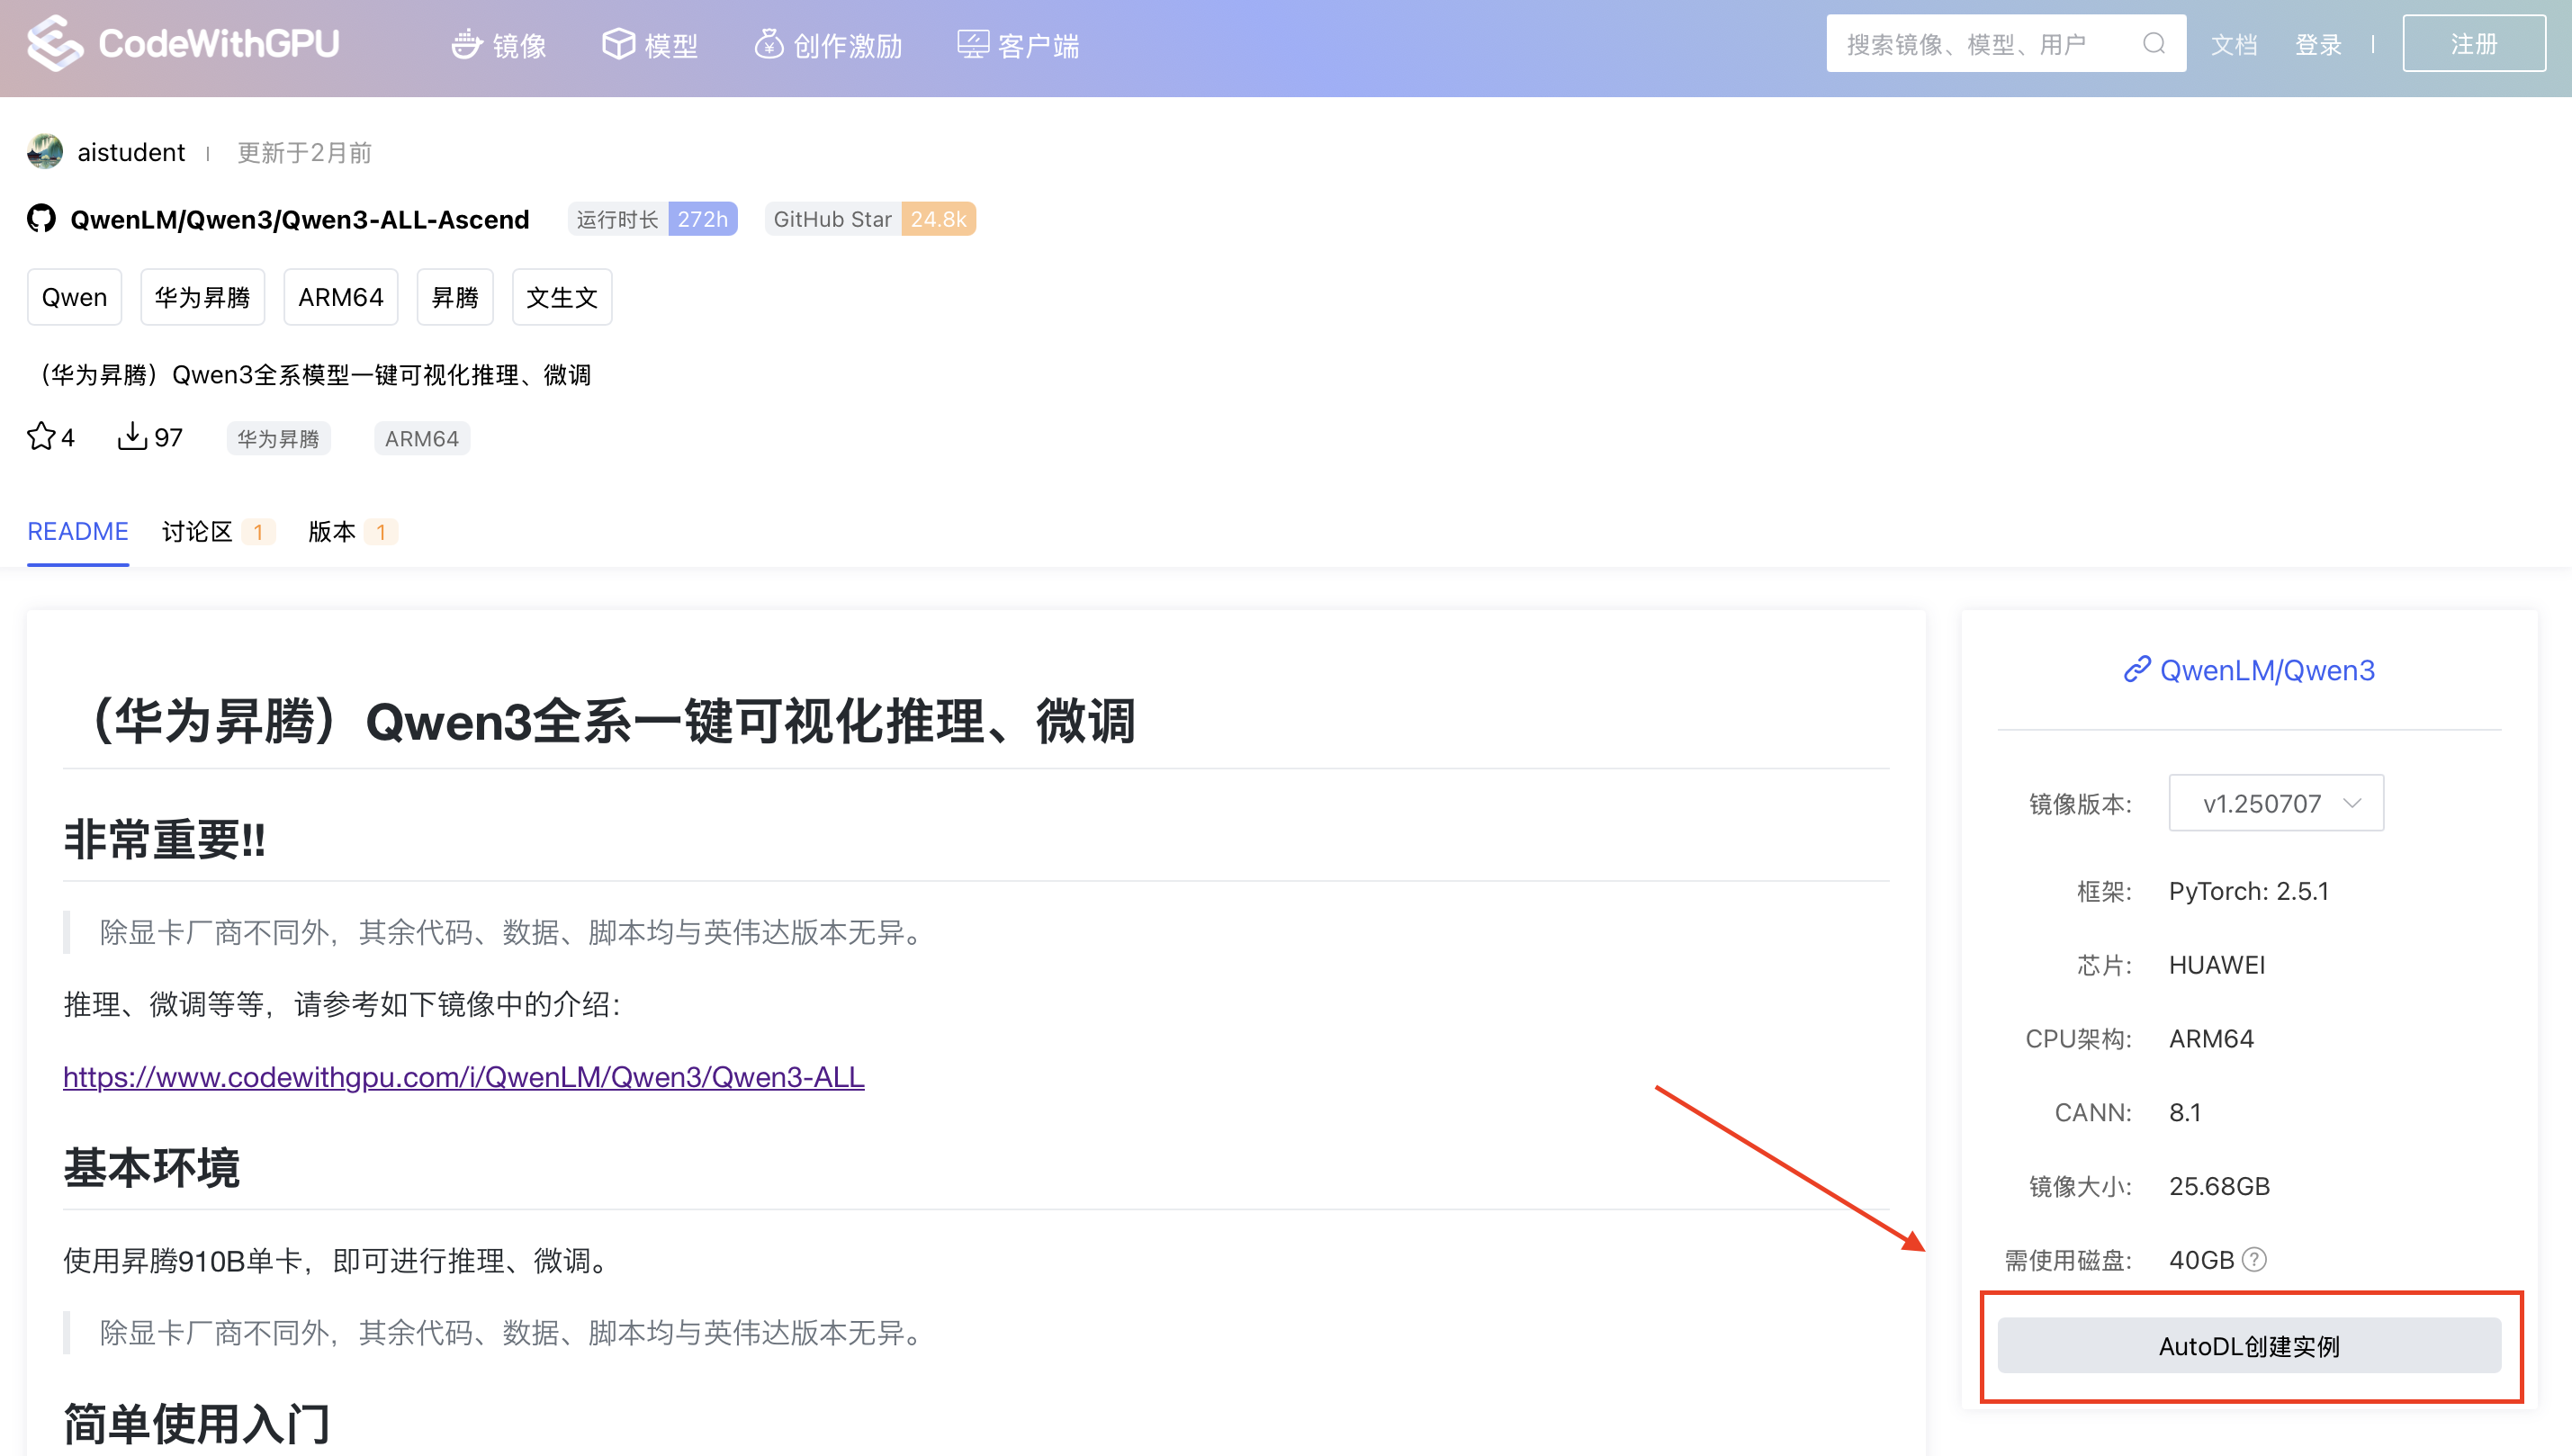 CodeWithGPU
镜像
模型
创作激励
客户端
搜索镜像、模型、用户
文档
登录
注册
aistudent
更新于2月前
QwenLM/Qwen3/Qwen3-ALL-Ascend
运行时长 272h
GitHub Star 24.8k
Qwen
华为昇腾
ARM64
昇腾
文生文
（华为昇腾）Qwen3全系模型一键可视化推理、微调
4
97
华为昇腾
ARM64
README
讨论区 1
版本 1
（华为昇腾）Qwen3全系一键可视化推理、微调
非常重要!!
除显卡厂商不同外，其余代码、数据、脚本均与英伟达版本无异。
推理、微调等等，请参考如下镜像中的介绍：
https://www.codewithgpu.com/i/QwenLM/Qwen3/Qwen3-ALL
基本环境
使用昇腾910B单卡，即可进行推理、微调。
除显卡厂商不同外，其余代码、数据、脚本均与英伟达版本无异。
简单使用入门
QwenLM/Qwen3
镜像版本: v1.250707
框架: PyTorch: 2.5.1
芯片: HUAWEI
CPU架构: ARM64
CANN: 8.1
镜像大小: 25.68GB
需使用磁盘: 40GB ?
AutoDL创建实例